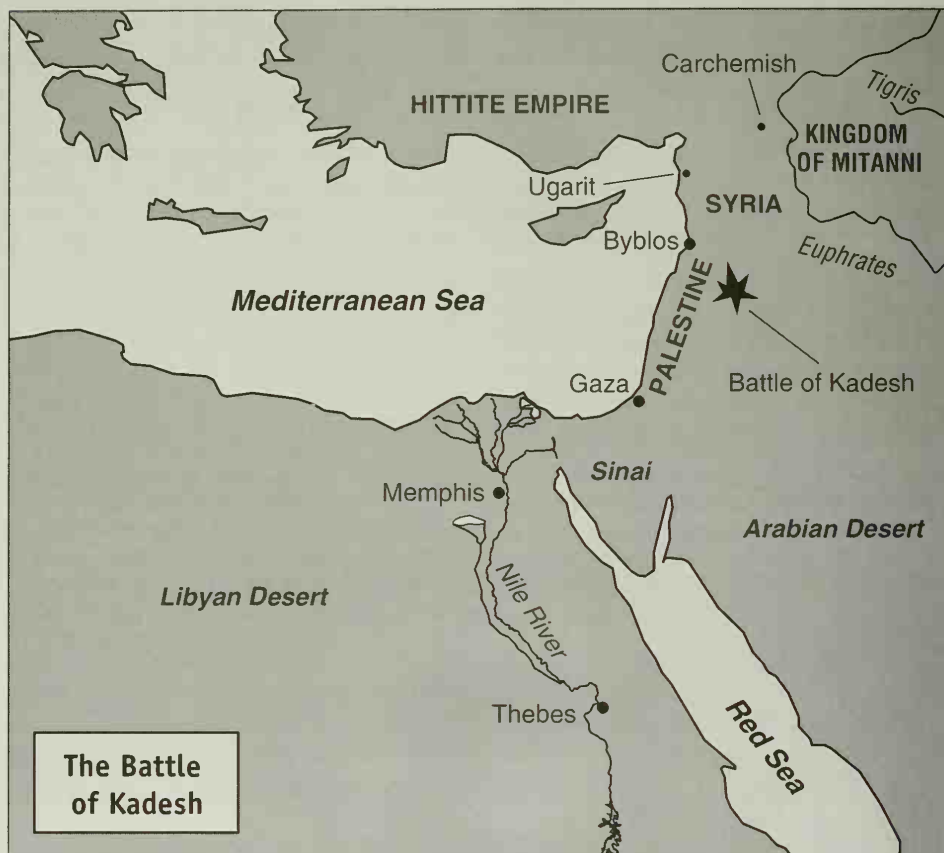 Carchemish
Tigris
HITTITE EMPIRE
KINGDOM
OF MITANNI
Ugarit
SYRIA
Byblos
Euphrates
Mediterranean Sea
PALESTINE
Gaza
Battle of Kadesh
Sinai
Memphis
Arabian Desert
Libyan Desert
Nile River
Thebes
Red Sea
The Battle
of Kadesh